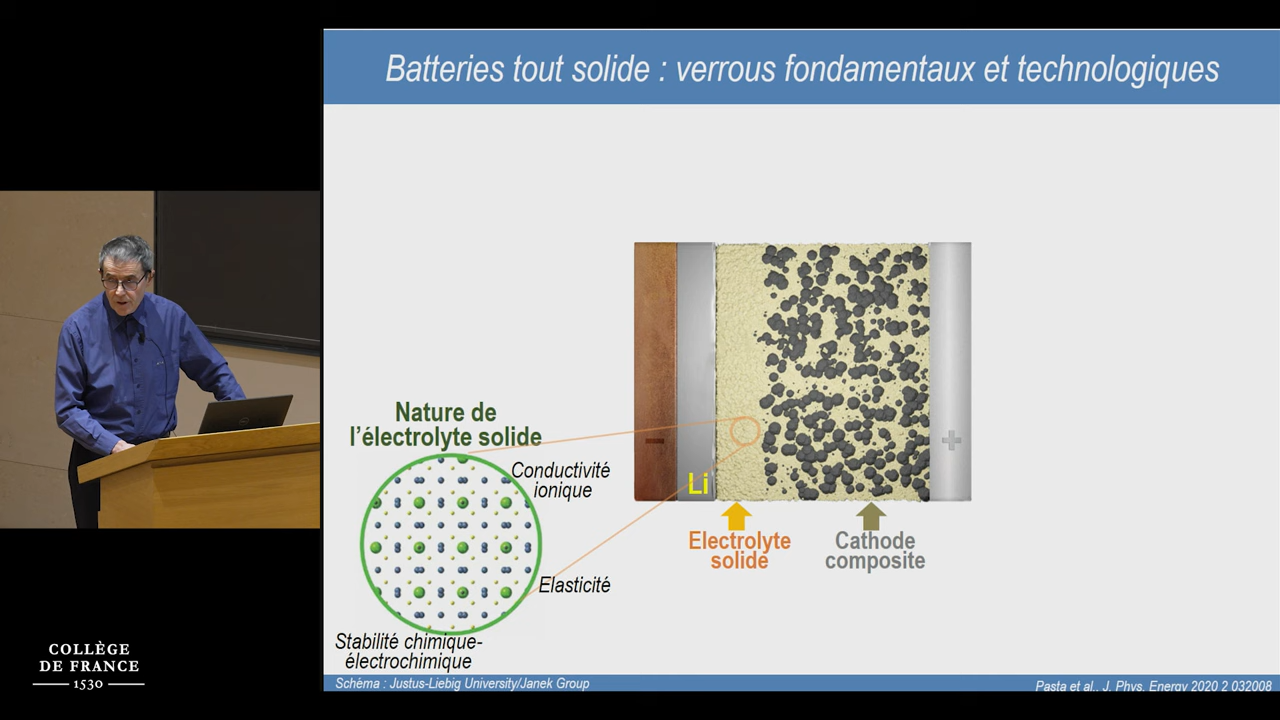 Batteries tout solide : verrous fondamentaux et technologiques
Nature de
l'électrolyte solide
Conductivité
ionique
Elasticité
Stabilité chimique-
électrochimique
Li
Electrolyte
solide
Cathode
composite
Schéma : Justus-Liebig University/Janek Group
Pasta et al., J. Phys. Energy 2020 2 032008
COLLÈGE
DE FRANCE
1530